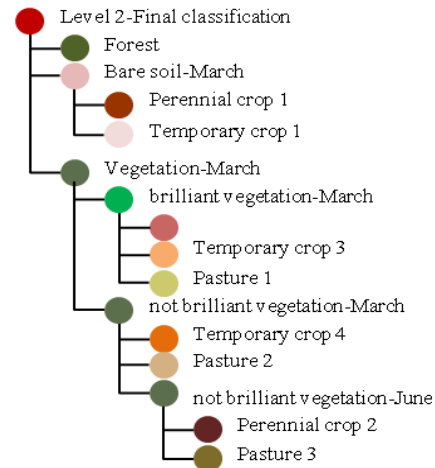 Level 2-Final classification
Forest
Bare soil-March
Perennial crop 1
Temporary crop 1
Vegetation-March
brilliant vegetation-March
Temporary crop 3
Pasture 1
not brilliant vegetation-March
Temporary crop 4
Pasture 2
not brilliant vegetation-June
Perennial crop 2
Pasture 3